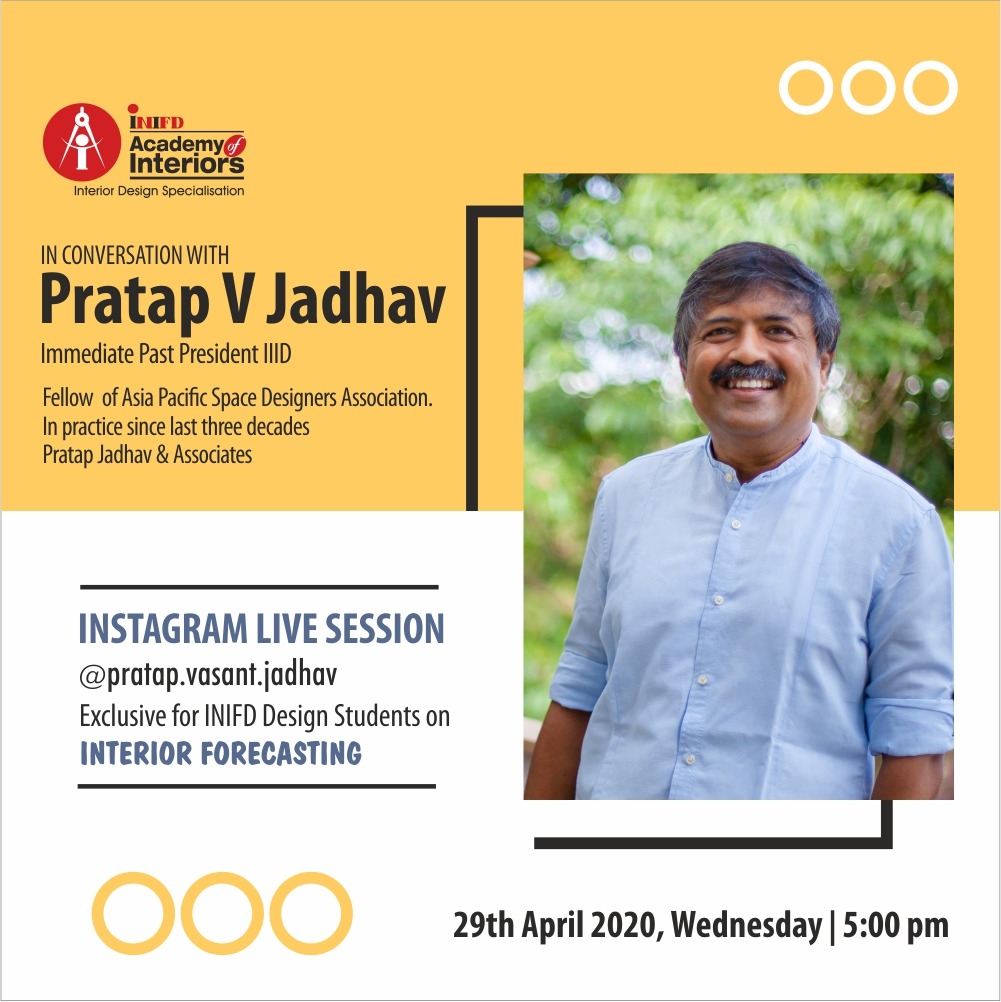 INIFD
Academy of
Interiors
Interior Design Specialisation
IN CONVERSATION WITH
Pratap V Jadhav
Immediate Past President IIID
Fellow of Asia Pacific Space Designers Association.
In practice since last three decades
Pratap Jadhav & Associates
INSTAGRAM LIVE SESSION
@pratap.vasant.jadhav
Exclusive for INIFD Design Students on
INTERIOR FORECASTING
29th April 2020, Wednesday | 5:00 pm